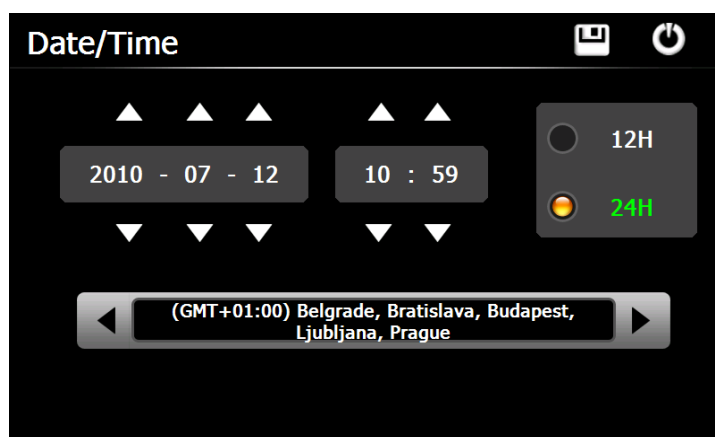 Date/Time
12H
2010 - 07 - 12 10 : 59
24H
(GMT+01:00) Belgrade, Bratislava, Budapest,
Ljubljana, Prague